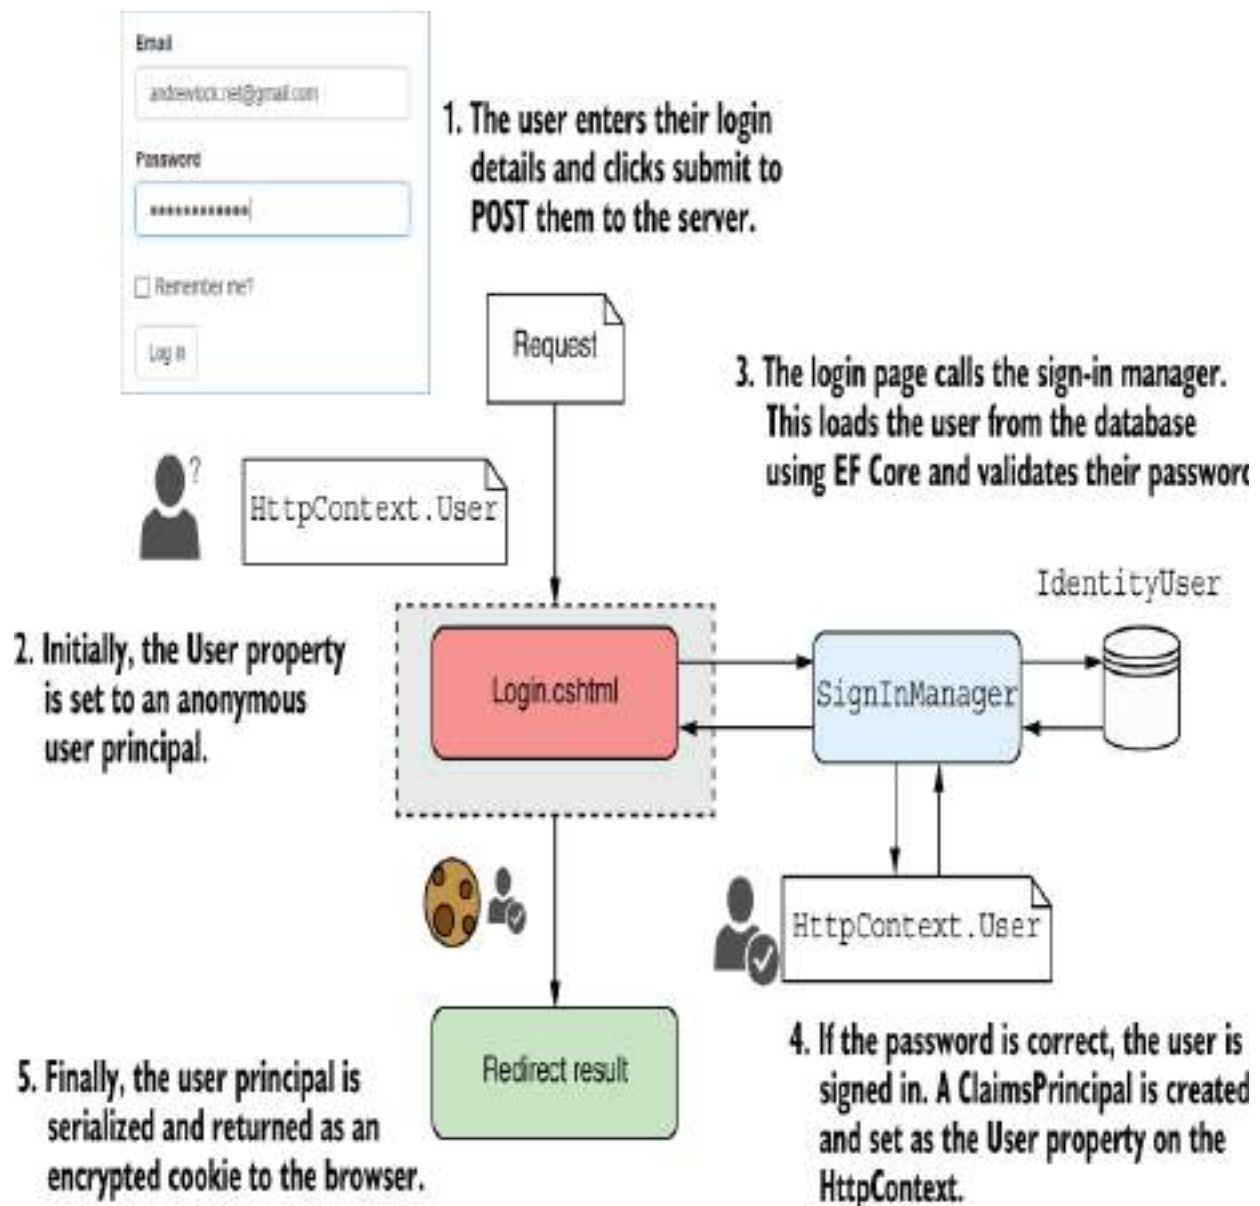 Email
andrewlock.net@gmail.com
Password
Remember me?
Log in
1. The user enters their login
details and clicks submit to
POST them to the server.
Request
3. The login page calls the sign-in manager.
This loads the user from the database
using EF Core and validates their password
?
HttpContext.User
IdentityUser
2. Initially, the User property
is set to an anonymous
user principal.
Login.cshtml
SignInManager
HttpContext.User
Redirect result
4. If the password is correct, the user is
signed in. A ClaimsPrincipal is created
and set as the User property on the
HttpContext.
5. Finally, the user principal is
serialized and returned as an
encrypted cookie to the browser.